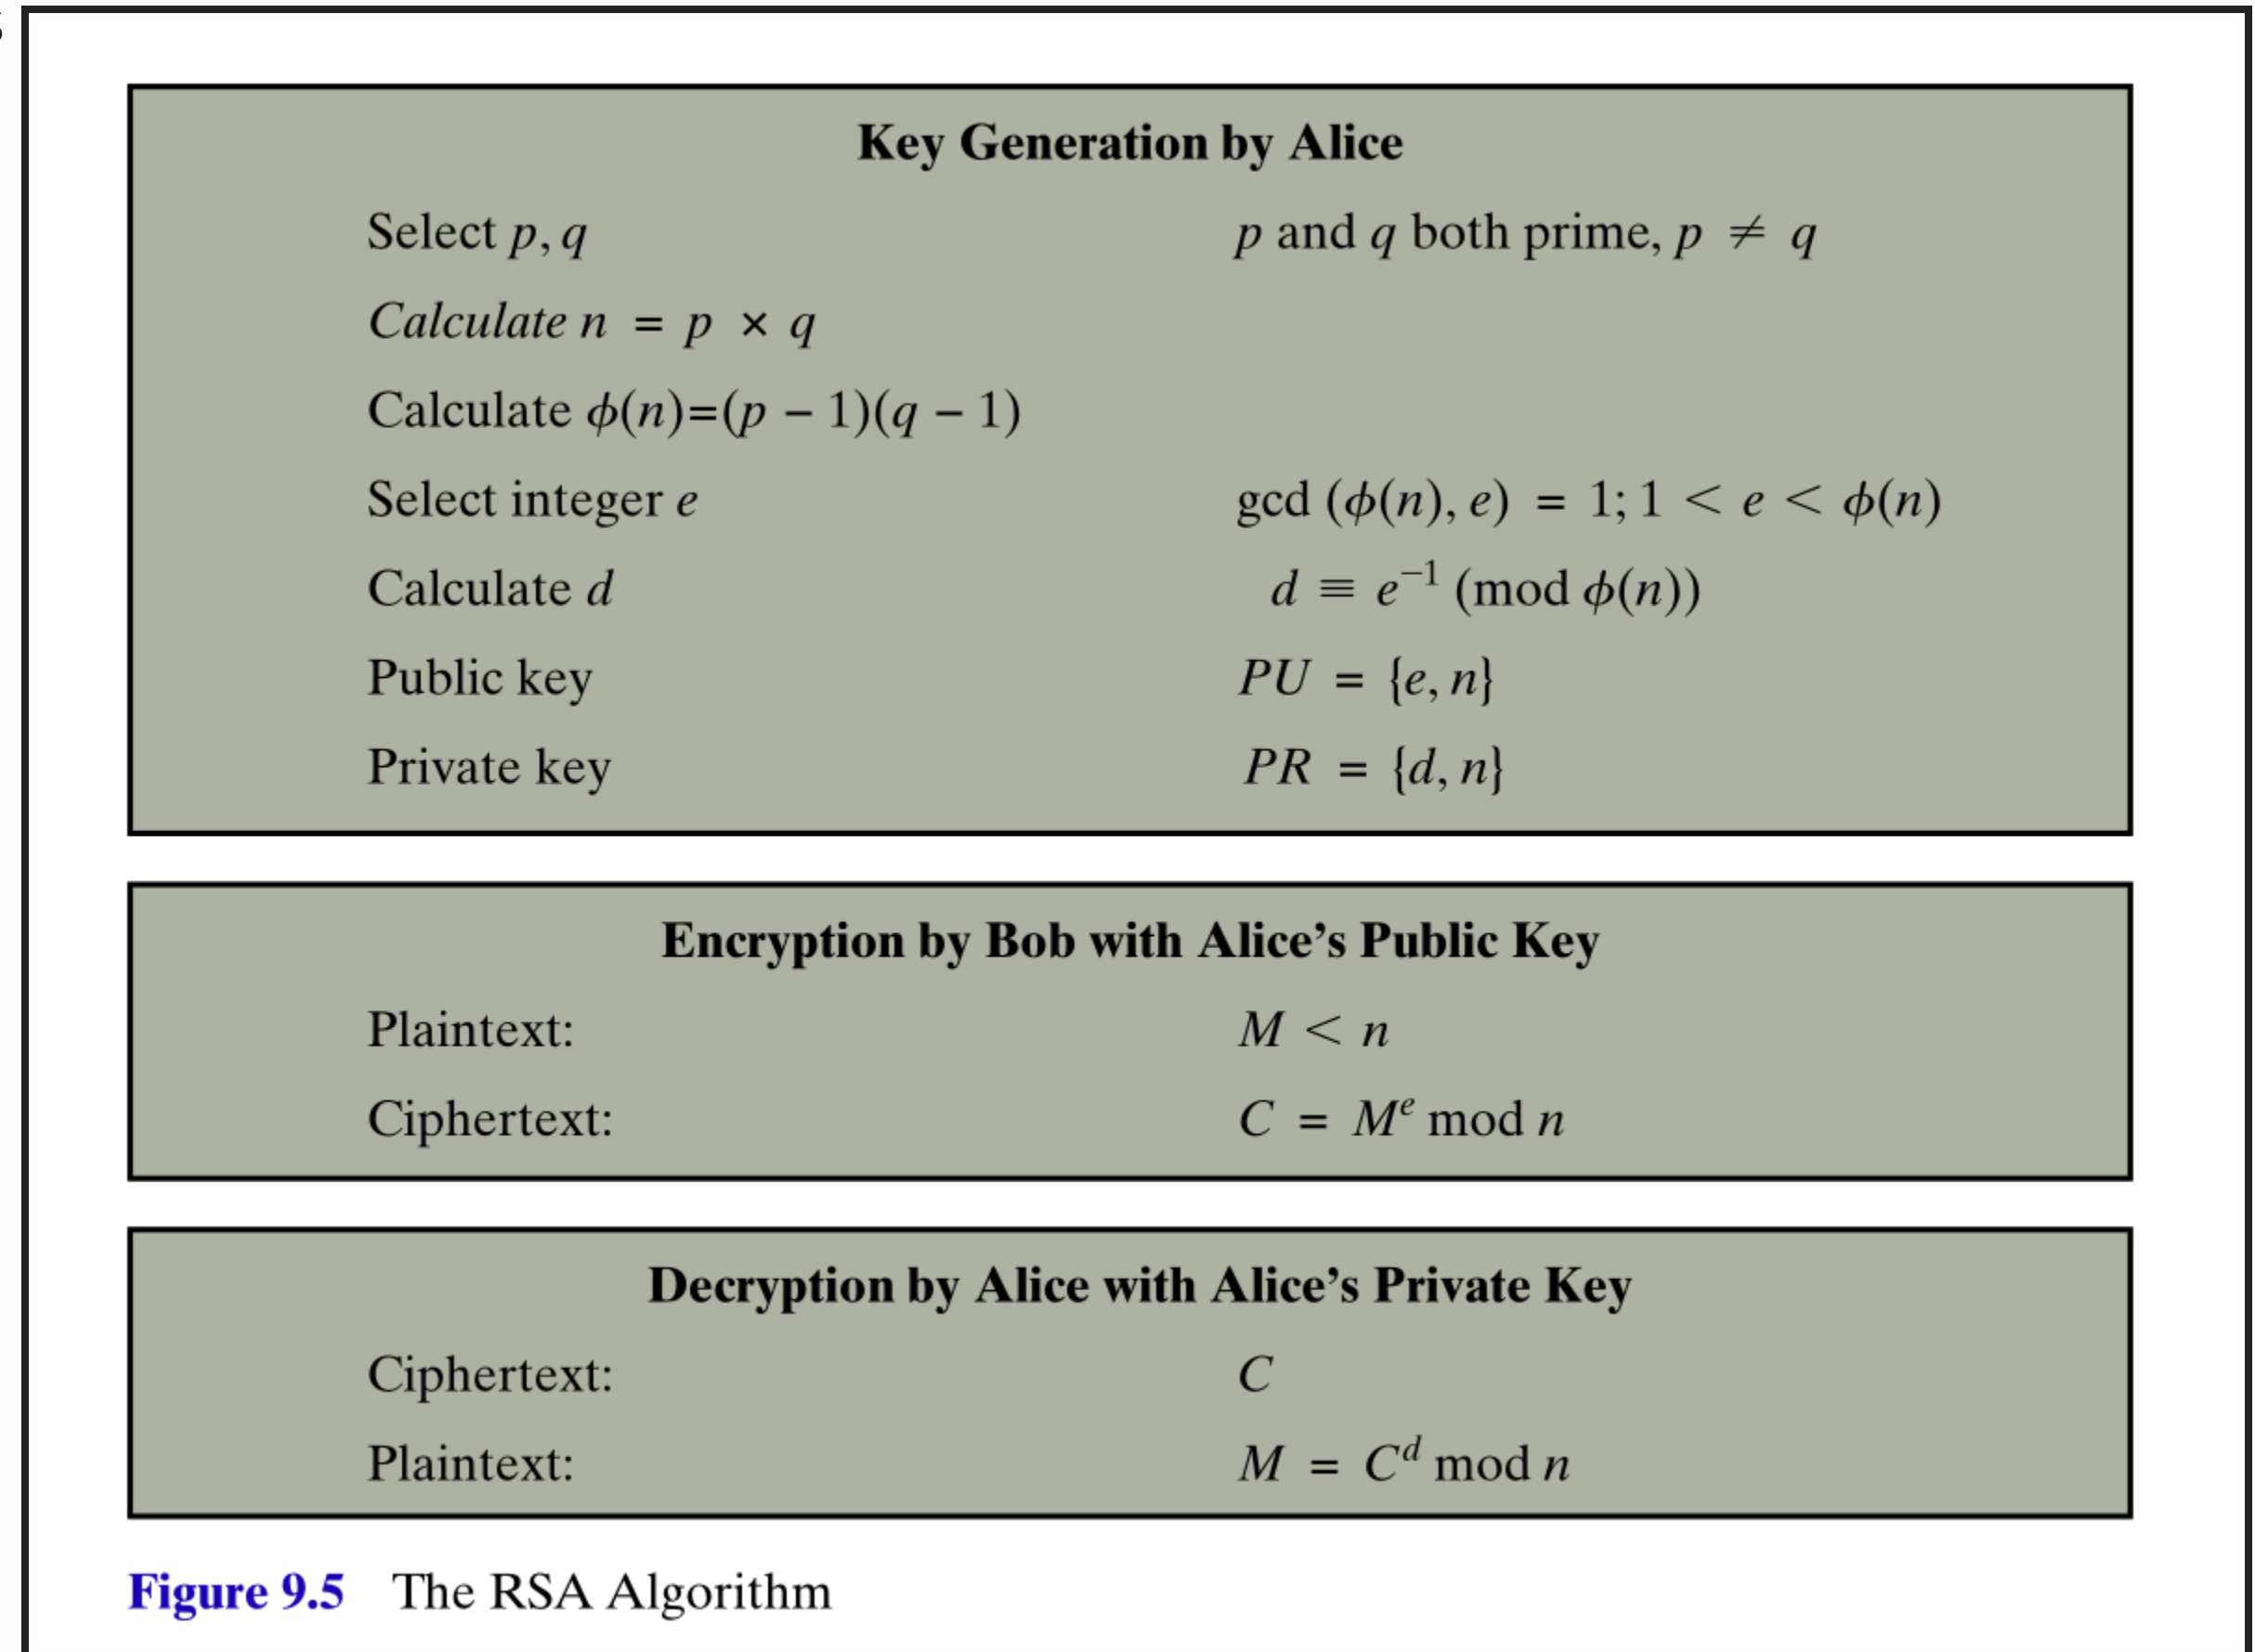 Key Generation by Alice
Select p, q p and q both prime, p ≠ q
Calculate n = p × q
Calculate ϕ(n)=(p − 1)(q − 1)
Select integer e gcd (ϕ(n), e) = 1; 1 < e < ϕ(n)
Calculate d d ≡ e⁻¹ (mod ϕ(n))
Public key PU = {e, n}
Private key PR = {d, n}
Encryption by Bob with Alice’s Public Key
Plaintext: M < n
Ciphertext: C = Mᵉ mod n
Decryption by Alice with Alice’s Private Key
Ciphertext: C
Plaintext: M = Cᵈ mod n
Figure 9.5 The RSA Algorithm